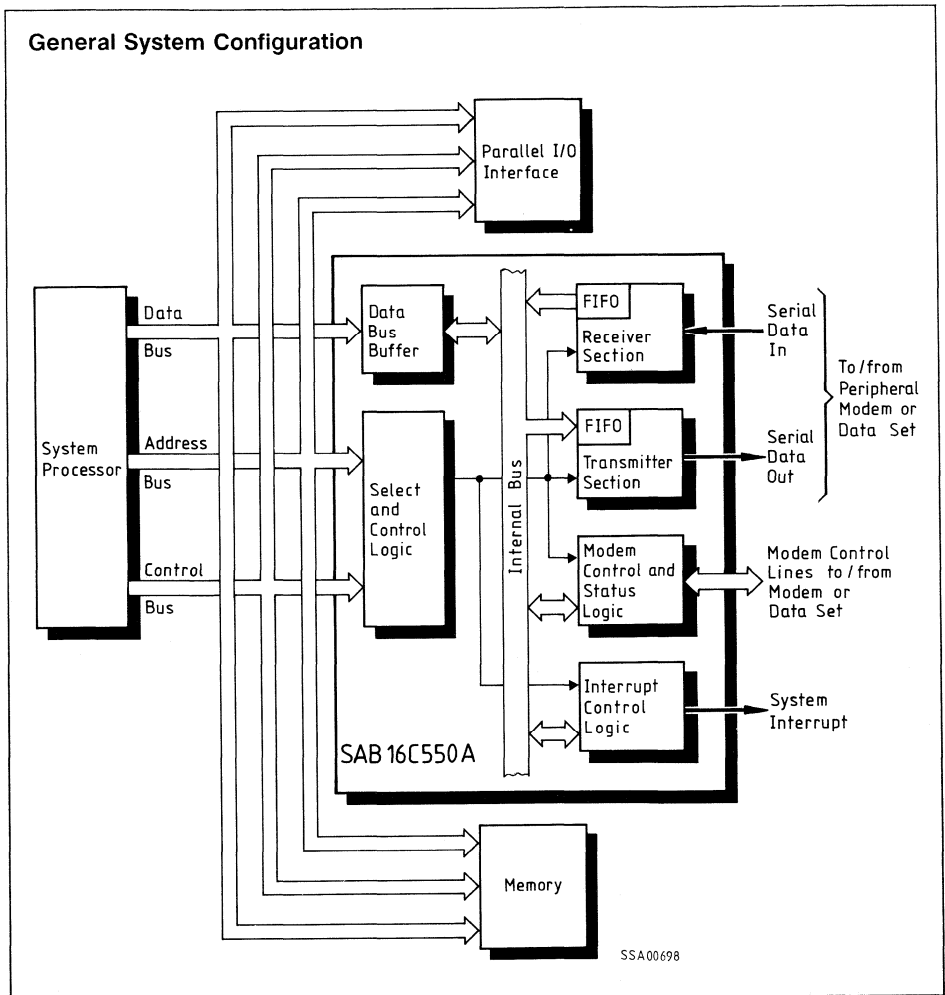 General System Configuration
Parallel I/O
Interface
System
Processor
Data
Bus
Address
Bus
Control
Bus
Data
Bus
Buffer
Select
and
Control
Logic
Internal Bus
FIFO
Receiver
Section
FIFO
Transmitter
Section
Modem
Control and
Status
Logic
Interrupt
Control
Logic
SAB 16C550A
Serial
Data
In
To/from
Peripheral
Modem or
Data Set
Serial
Data
Out
Modem Control
Lines to/from
Modem or
Data Set
System
Interrupt
Memory
SSA00698